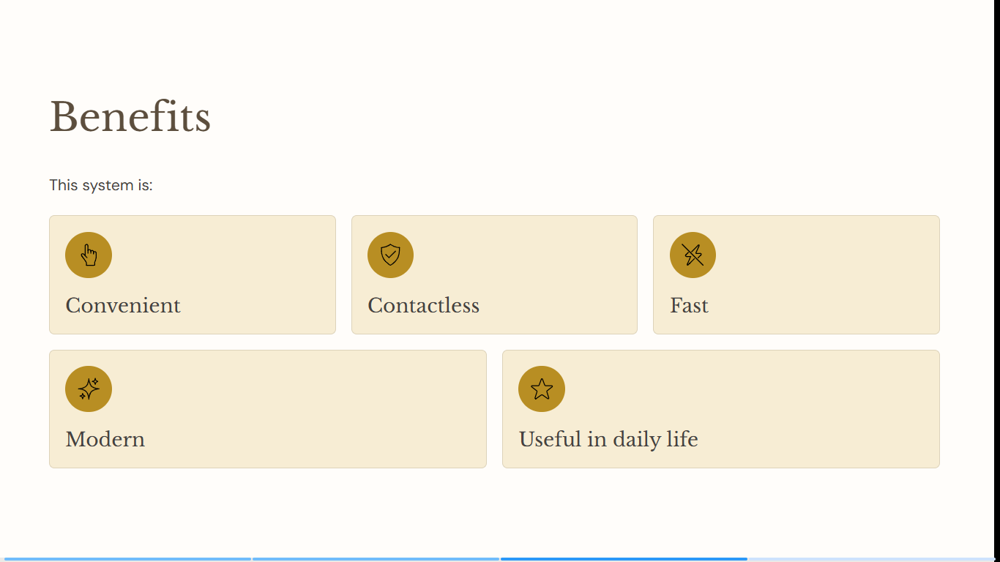 Benefits
This system is:
Convenient
Contactless
Fast
Modern
Useful in daily life